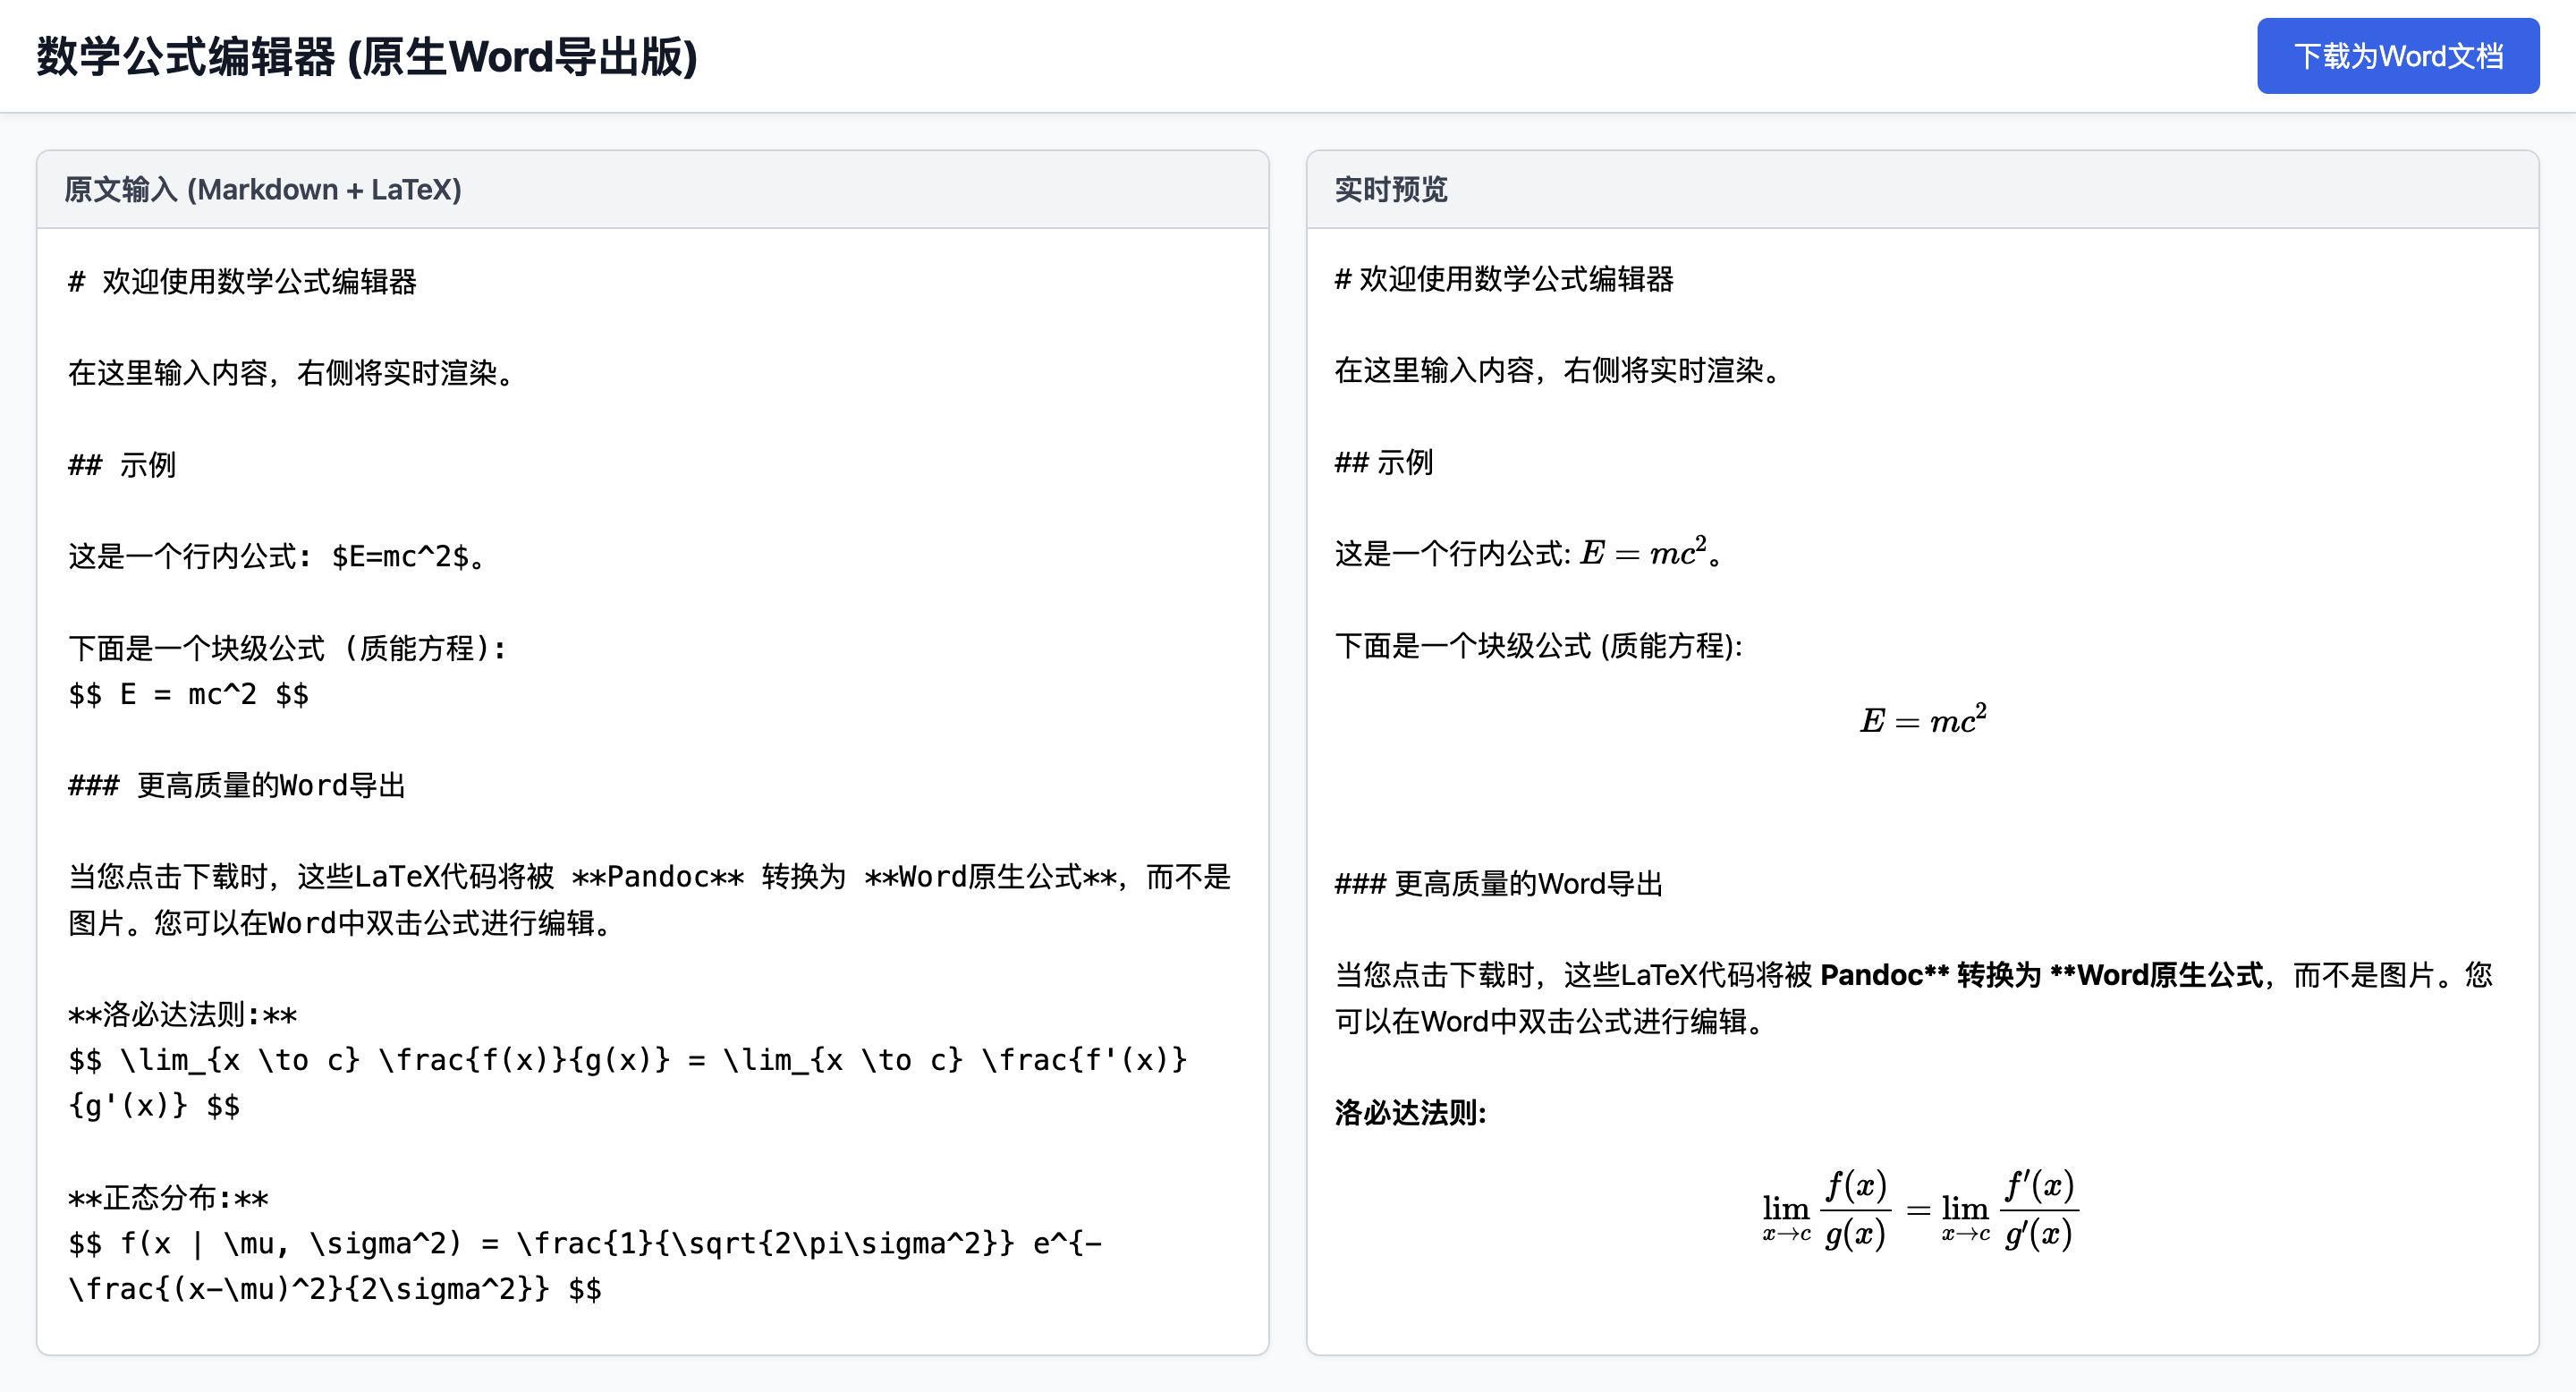 数学公式编辑器 (原生Word导出版)
下载为Word文档
原文输入 (Markdown + LaTeX)
# 欢迎使用数学公式编辑器
在这里输入内容，右侧将实时渲染。
## 示例
这是一个行内公式: $E=mc^2$。
下面是一个块级公式 (质能方程):
$$ E = mc^2 $$
### 更高质量的Word导出
当您点击下载时，这些LaTeX代码将被 **Pandoc** 转换为 **Word原生公式**，而不是
图片。您可以在Word中双击公式进行编辑。
**洛必达法则:**
$$ \lim_{x \to c} \frac{f(x)}{g(x)} = \lim_{x \to c} \frac{f'(x)}
{g'(x)} $$
**正态分布:**
$$ f(x | \mu, \sigma^2) = \frac{1}{\sqrt{2\pi\sigma^2}} e^{-
\frac{(x-\mu)^2}{2\sigma^2}} $$
实时预览
# 欢迎使用数学公式编辑器
在这里输入内容，右侧将实时渲染。
## 示例
这是一个行内公式: E = mc²。
下面是一个块级公式 (质能方程):
E = mc²
### 更高质量的Word导出
当您点击下载时，这些LaTeX代码将被 Pandoc** 转换为 **Word原生公式，而不是图片。您
可以在Word中双击公式进行编辑。
洛必达法则:
lim x→c f(x)/g(x) = lim x→c f′(x)/g′(x)